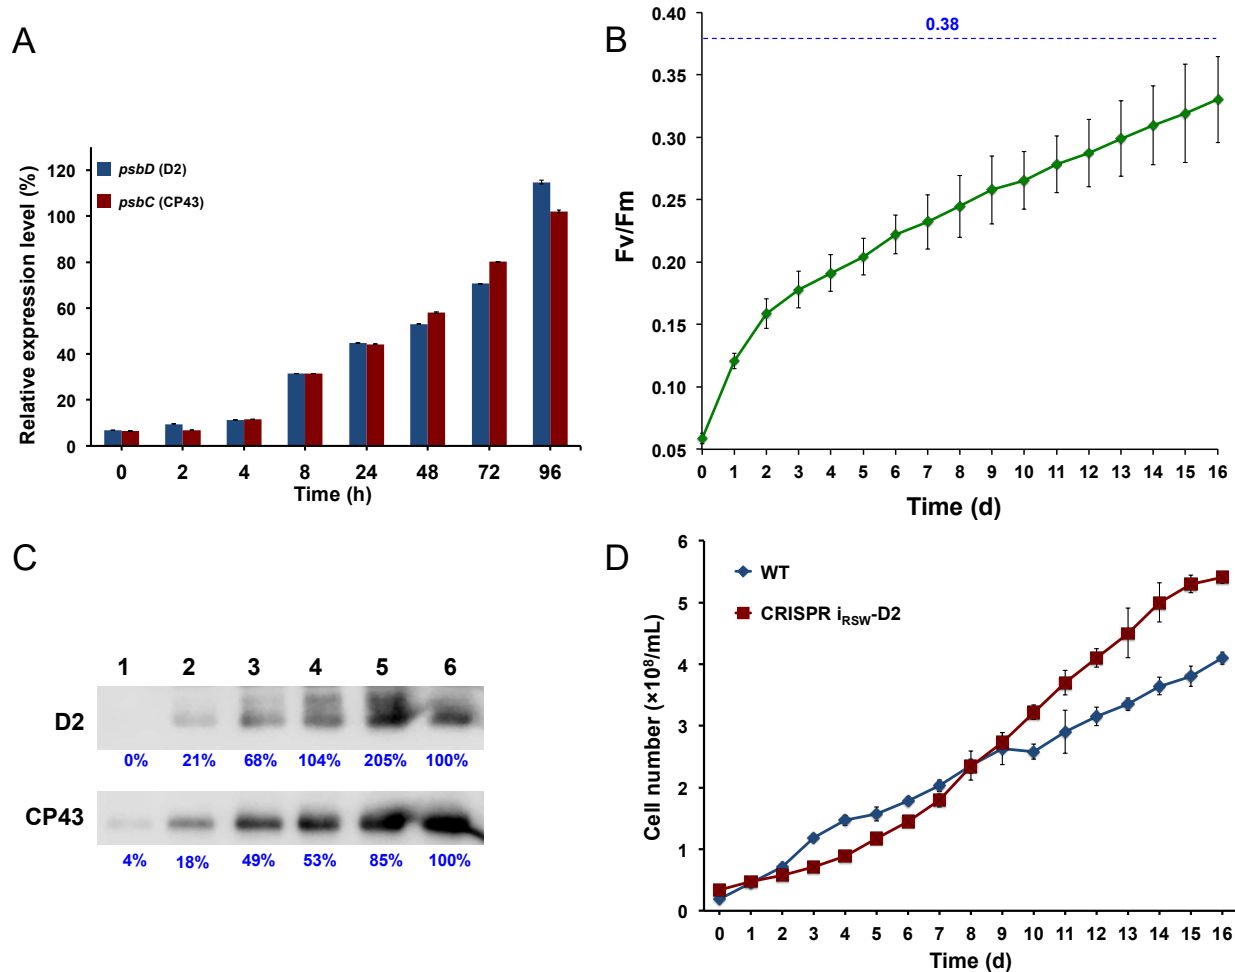 A
Relative expression level (%)
120
100
80
60
40
20
0
psbD (D2)
psbC (CP43)
0 2 4 8 24 48 72 96
Time (h)
B
Fv/Fm
0.40
0.35
0.30
0.25
0.20
0.15
0.10
0.05
0.38
0 1 2 3 4 5 6 7 8 9 10 11 12 13 14 15 16
Time (d)
C
1 2 3 4 5 6
D2
0% 21% 68% 104% 205% 100%
CP43
4% 18% 49% 53% 85% 100%
D
Cell number (×10⁸/mL)
6
5
4
3
2
1
0
WT
CRISPR iRSW-D2
0 1 2 3 4 5 6 7 8 9 10 11 12 13 14 15 16
Time (d)